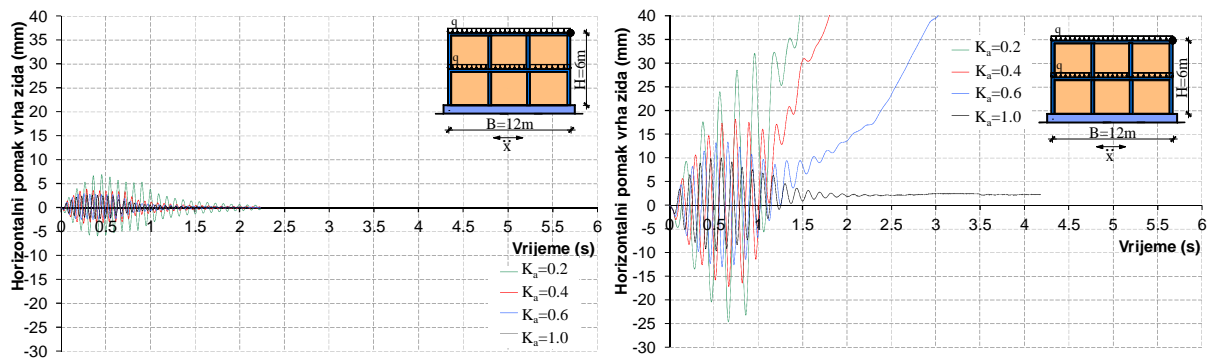 Horizontalni pomak vrha zida (mm)
40
35
30
25
20
15
10
5
0
-5
-10
-15
-20
-25
-30
0 0.5 1 1.5 2 2.5 3 3.5 4 4.5 5 5.5 6
Vrijeme (s)
q
q
H=6m
B=12m
ẍ
Kₐ=0.2
Kₐ=0.4
Kₐ=0.6
Kₐ=1.0
Horizontalni pomak vrha zida (mm)
40
35
30
25
20
15
10
5
0
-5
-10
-15
-20
-25
-30
0 0.5 1 1.5 2 2.5 3 3.5 4 4.5 5 5.5 6
Vrijeme (s)
Kₐ=0.2
Kₐ=0.4
Kₐ=0.6
Kₐ=1.0
q
q
H=6m
B=12m
ẍ